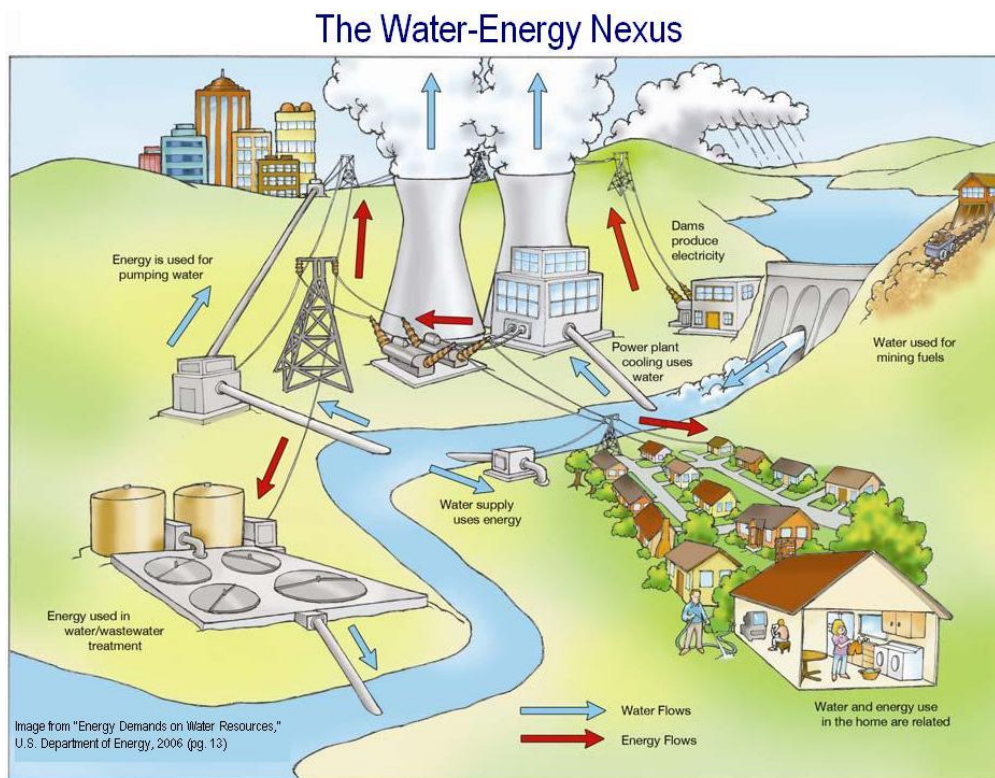 The Water-Energy Nexus
Energy is used for
pumping water
Dams
produce
electricity
Power plant
cooling uses
water
Water used for
mining fuels
Water supply
uses energy
Energy used in
water/wastewater
treatment
Water and energy use
in the home are related
Water Flows
Energy Flows
Image from "Energy Demands on Water Resources,"
U.S. Department of Energy, 2006 (pg. 13)